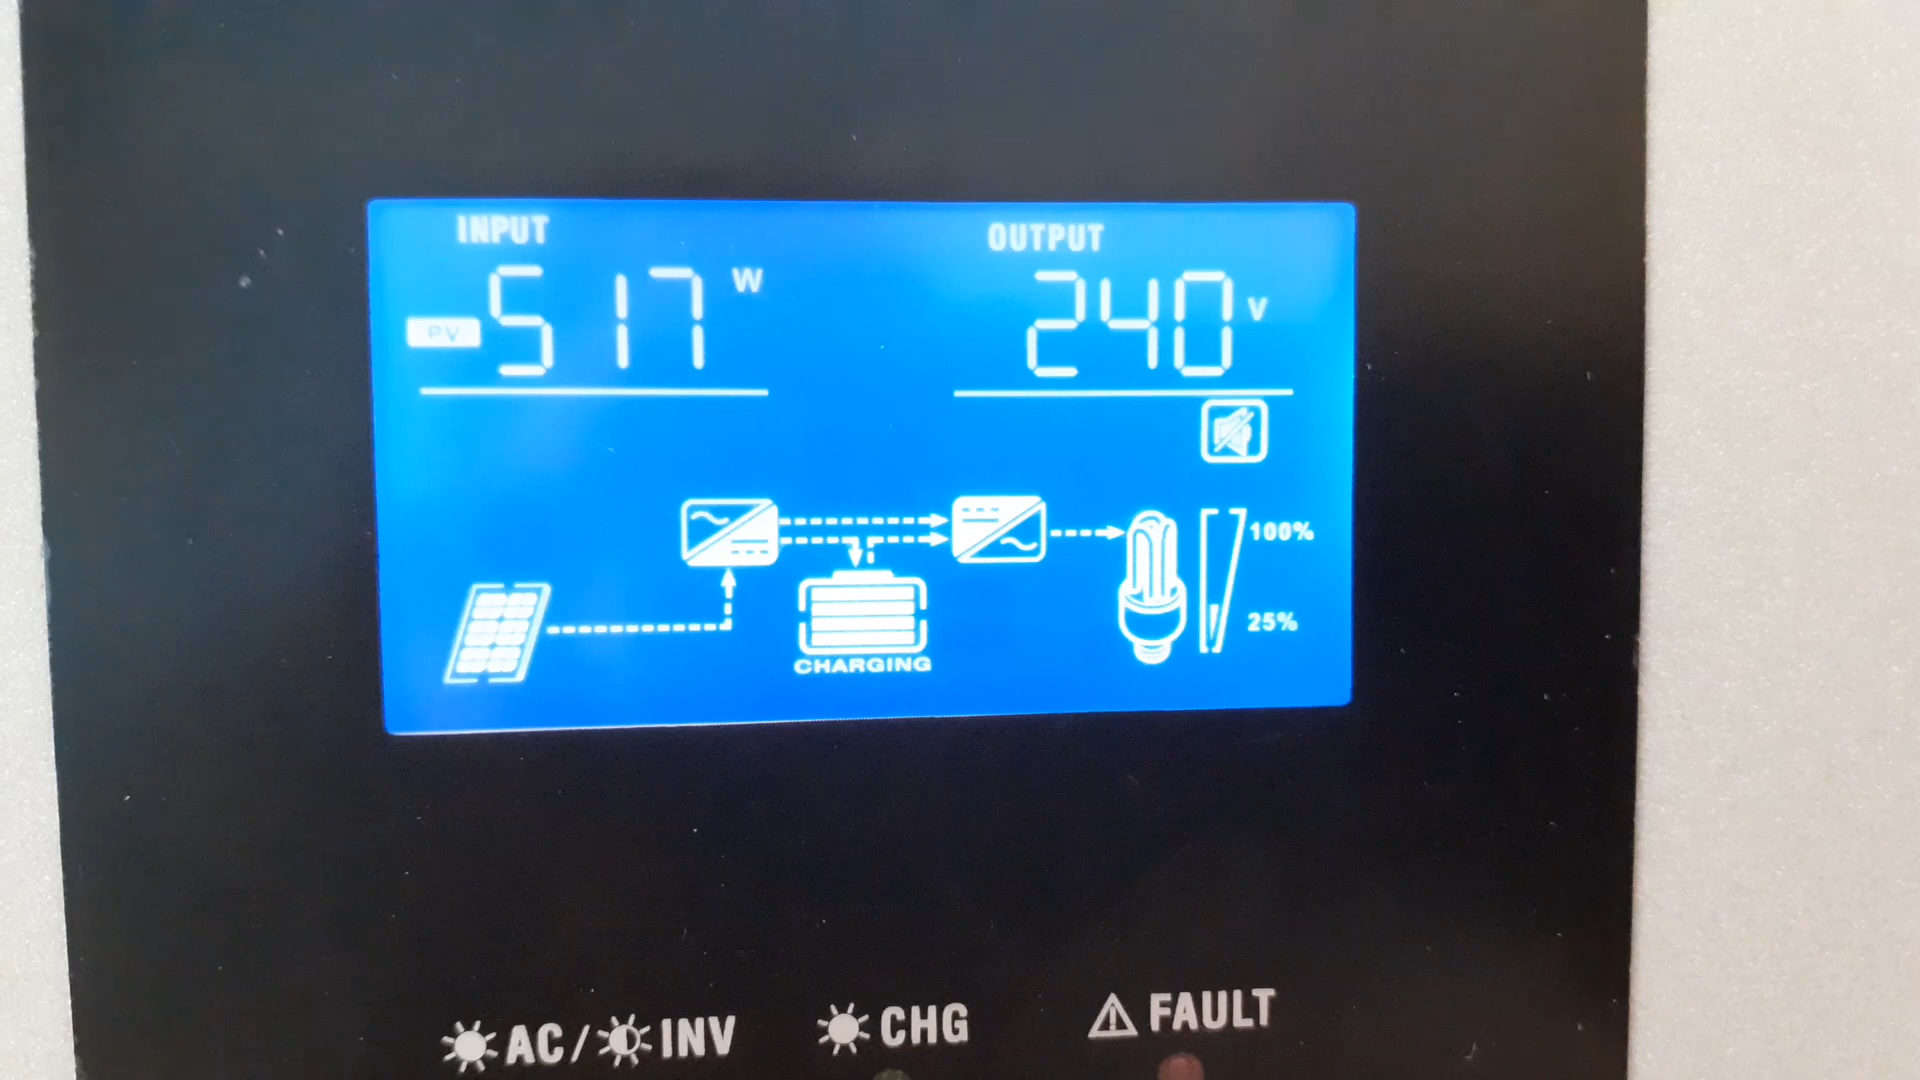 INPUT OUTPUT
PV 517 W 240 V
100%
25%
CHARGING
AC/ INV CHG FAULT